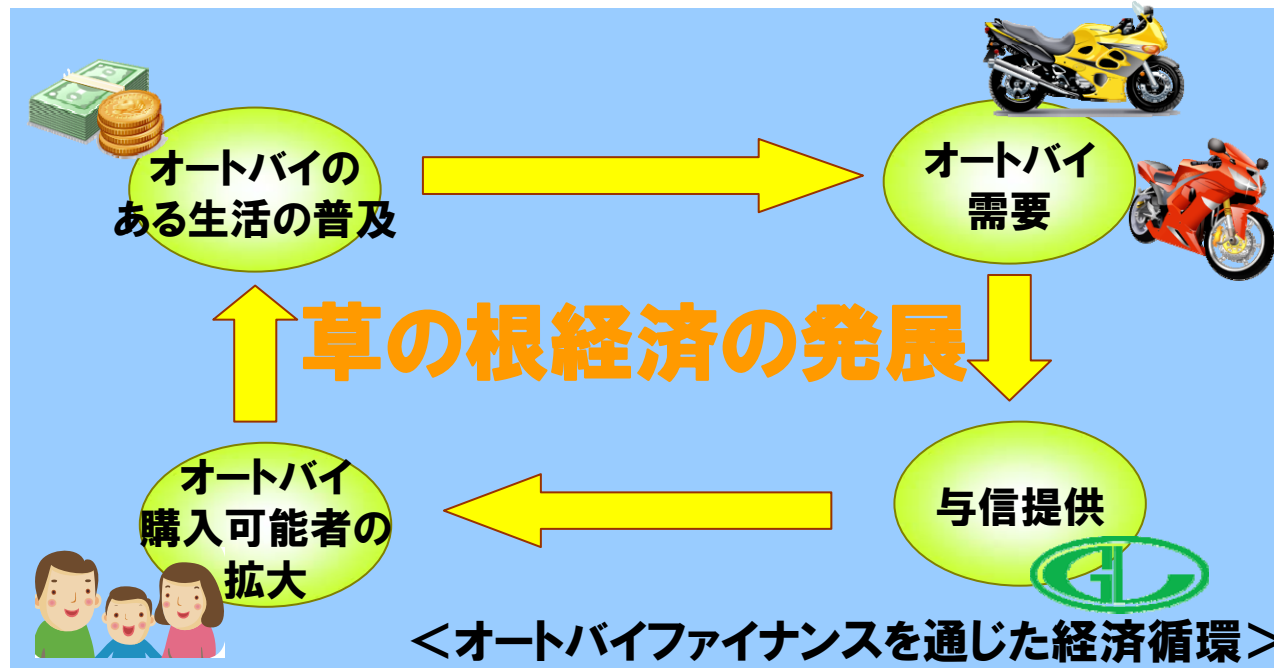 オートバイの
ある生活の普及
オートバイ
需要
草の根経済の発展
オートバイ
購入可能者の
拡大
与信提供
GL
＜オートバイファイナンスを通じた経済循環＞